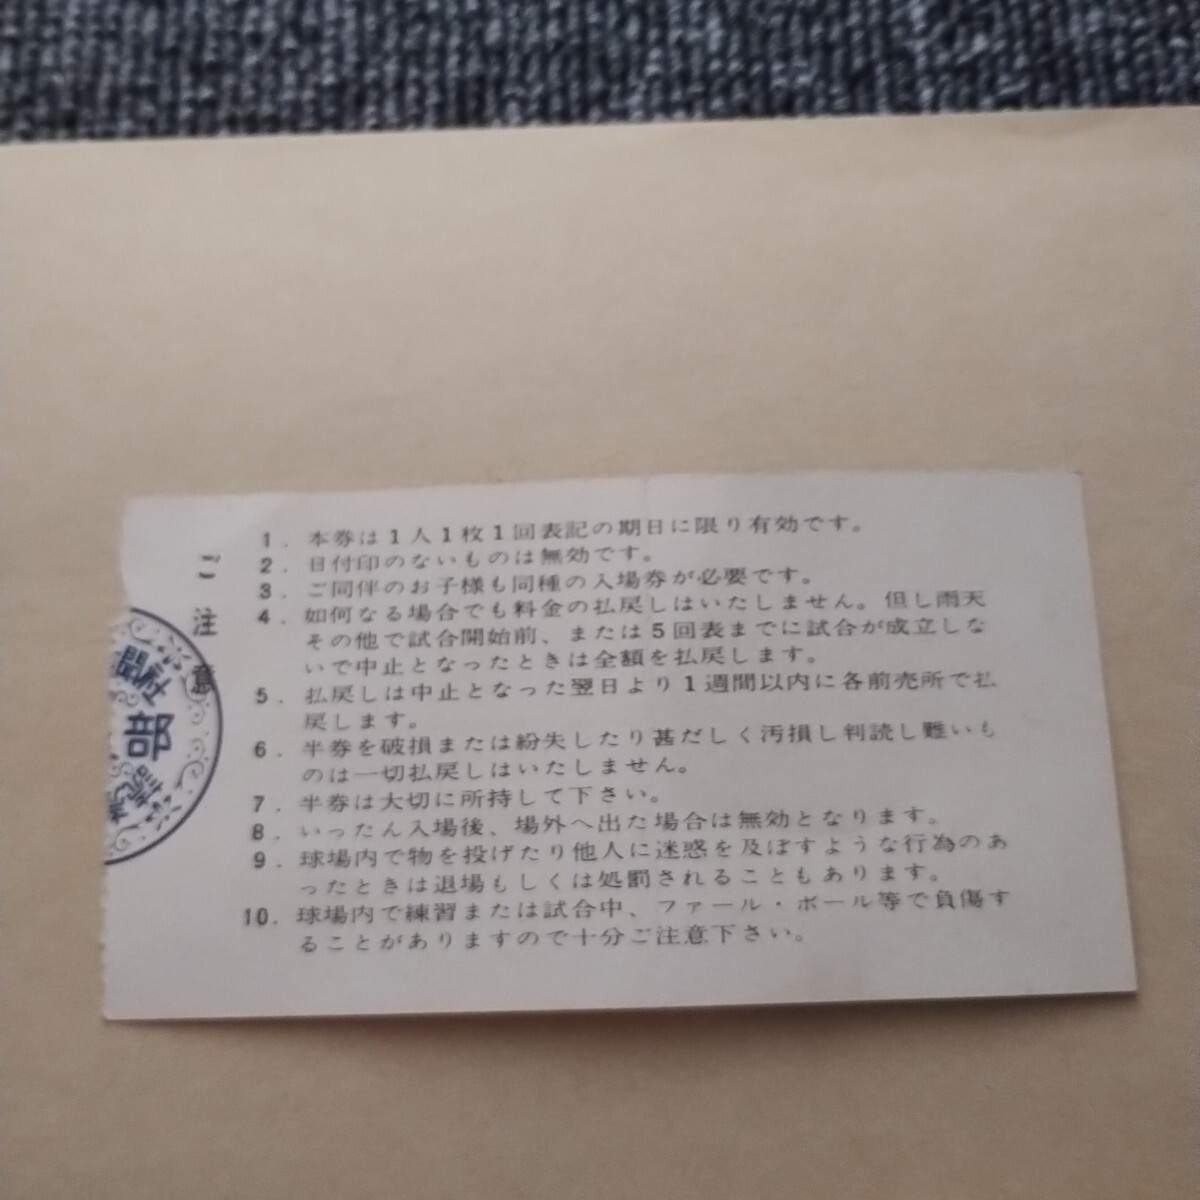 ご注意
1. 本券は1人1枚1回表記の期日に限り有効です。
2. 日付印のないものは無効です。
3. ご同伴のお子様も同種の入場券が必要です。
4. 如何なる場合でも料金の払戻しはいたしません。但し雨天
その他で試合開始前、または5回表までに試合が成立しな
いで中止となったときは全額を払戻します。
5. 払戻しは中止となった翌日より1週間以内に各前売所で払
戻します。
6. 半券を破損または紛失したり甚だしく汚損し判読し難いも
のは一切払戻しはいたしません。
7. 半券は大切に所持して下さい。
8. いったん入場後、場外へ出た場合は無効となります。
9. 球場内で物を投げたり他人に迷惑を及ぼすような行為のあ
ったときは退場もしくは処罰されることもあります。
10. 球場内で練習または試合中、ファール・ボール等で負傷す
ることがありますので十分ご注意下さい。
聞社
部